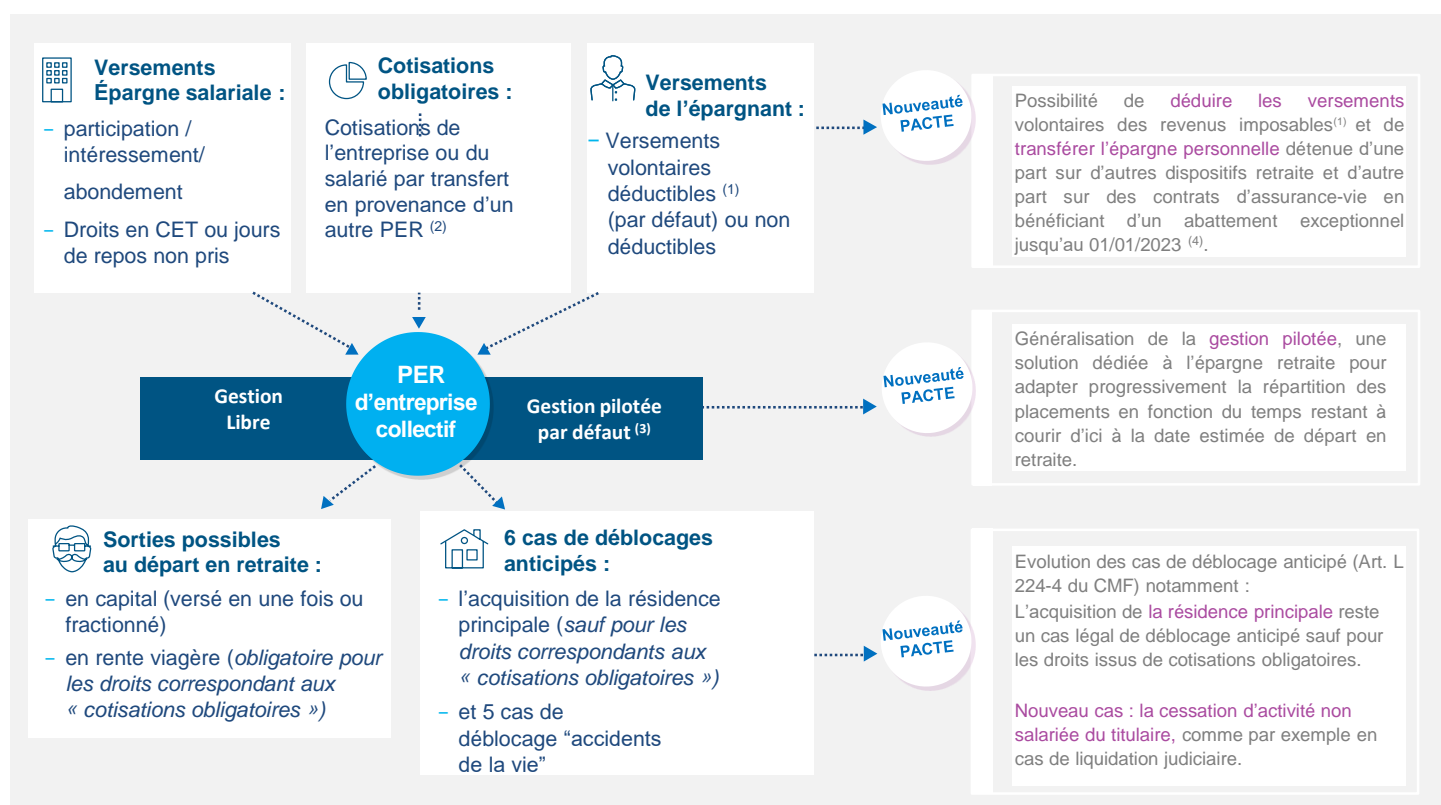 Versements
Épargne salariale :
– participation /
intéressement/
abondement
– Droits en CET ou jours
de repos non pris
Cotisations
obligatoires :
Cotisations de
l’entreprise ou du
salarié par transfert
en provenance d’un
autre PER (2)
Versements
de l’épargnant :
– Versements
volontaires
déductibles (1)
(par défaut) ou non
déductibles
Nouveauté
PACTE
Possibilité de déduire les versements
volontaires des revenus imposables(1) et de
transférer l’épargne personnelle détenue d’une
part sur d’autres dispositifs retraite et d’autre
part sur des contrats d’assurance-vie en
bénéficiant d’un abattement exceptionnel
jusqu’au 01/01/2023 (4).
Gestion
Libre
PER
d’entreprise
collectif
Gestion pilotée
par défaut (3)
Nouveauté
PACTE
Généralisation de la gestion pilotée, une
solution dédiée à l’épargne retraite pour
adapter progressivement la répartition des
placements en fonction du temps restant à
courir d’ici à la date estimée de départ en
retraite.
Sorties possibles
au départ en retraite :
– en capital (versé en une fois ou
fractionné)
– en rente viagère (obligatoire pour
les droits correspondant aux
« cotisations obligatoires »)
6 cas de déblocages
anticipés :
– l’acquisition de la résidence
principale (sauf pour les
droits correspondants aux
« cotisations obligatoires »)
– et 5 cas de
déblocage “accidents
de la vie”
Nouveauté
PACTE
Evolution des cas de déblocage anticipé (Art. L
224-4 du CMF) notamment :
L’acquisition de la résidence principale reste
un cas légal de déblocage anticipé sauf pour
les droits issus de cotisations obligatoires.
Nouveau cas : la cessation d’activité non
salariée du titulaire, comme par exemple en
cas de liquidation judiciaire.